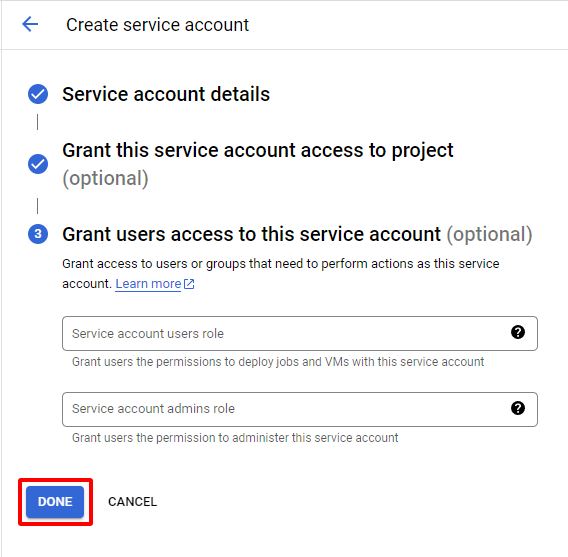 Create service account
Service account details
Grant this service account access to project
(optional)
3
Grant users access to this service account (optional)
Grant access to users or groups that need to perform actions as this service
account. Learn more
Service account users role
?
Grant users the permissions to deploy jobs and VMs with this service account
Service account admins role
?
Grant users the permission to administer this service account
DONE CANCEL